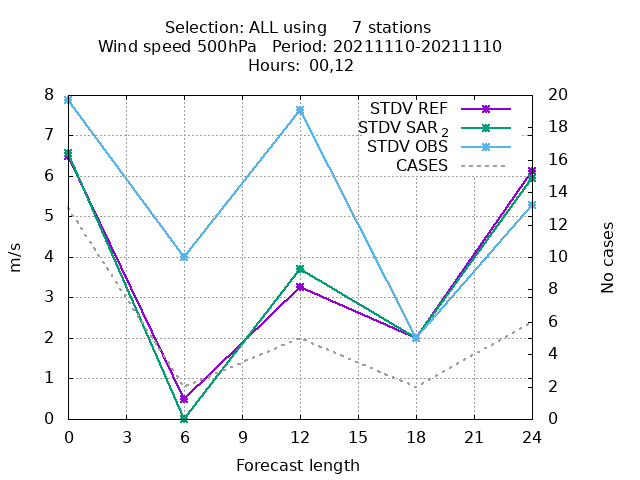 Selection: ALL using     7 stations
Wind speed 500hPa   Period: 20211110-20211110
Hours: 00,12
8 20
STDV REF
STDV SAR 2
STDV OBS
CASES
7 18
6 16
5 14
4 12
3 10
2 8
1 6
0 4
2
0
m/s
No cases
0 3 6 9 12 15 18 21 24
Forecast length